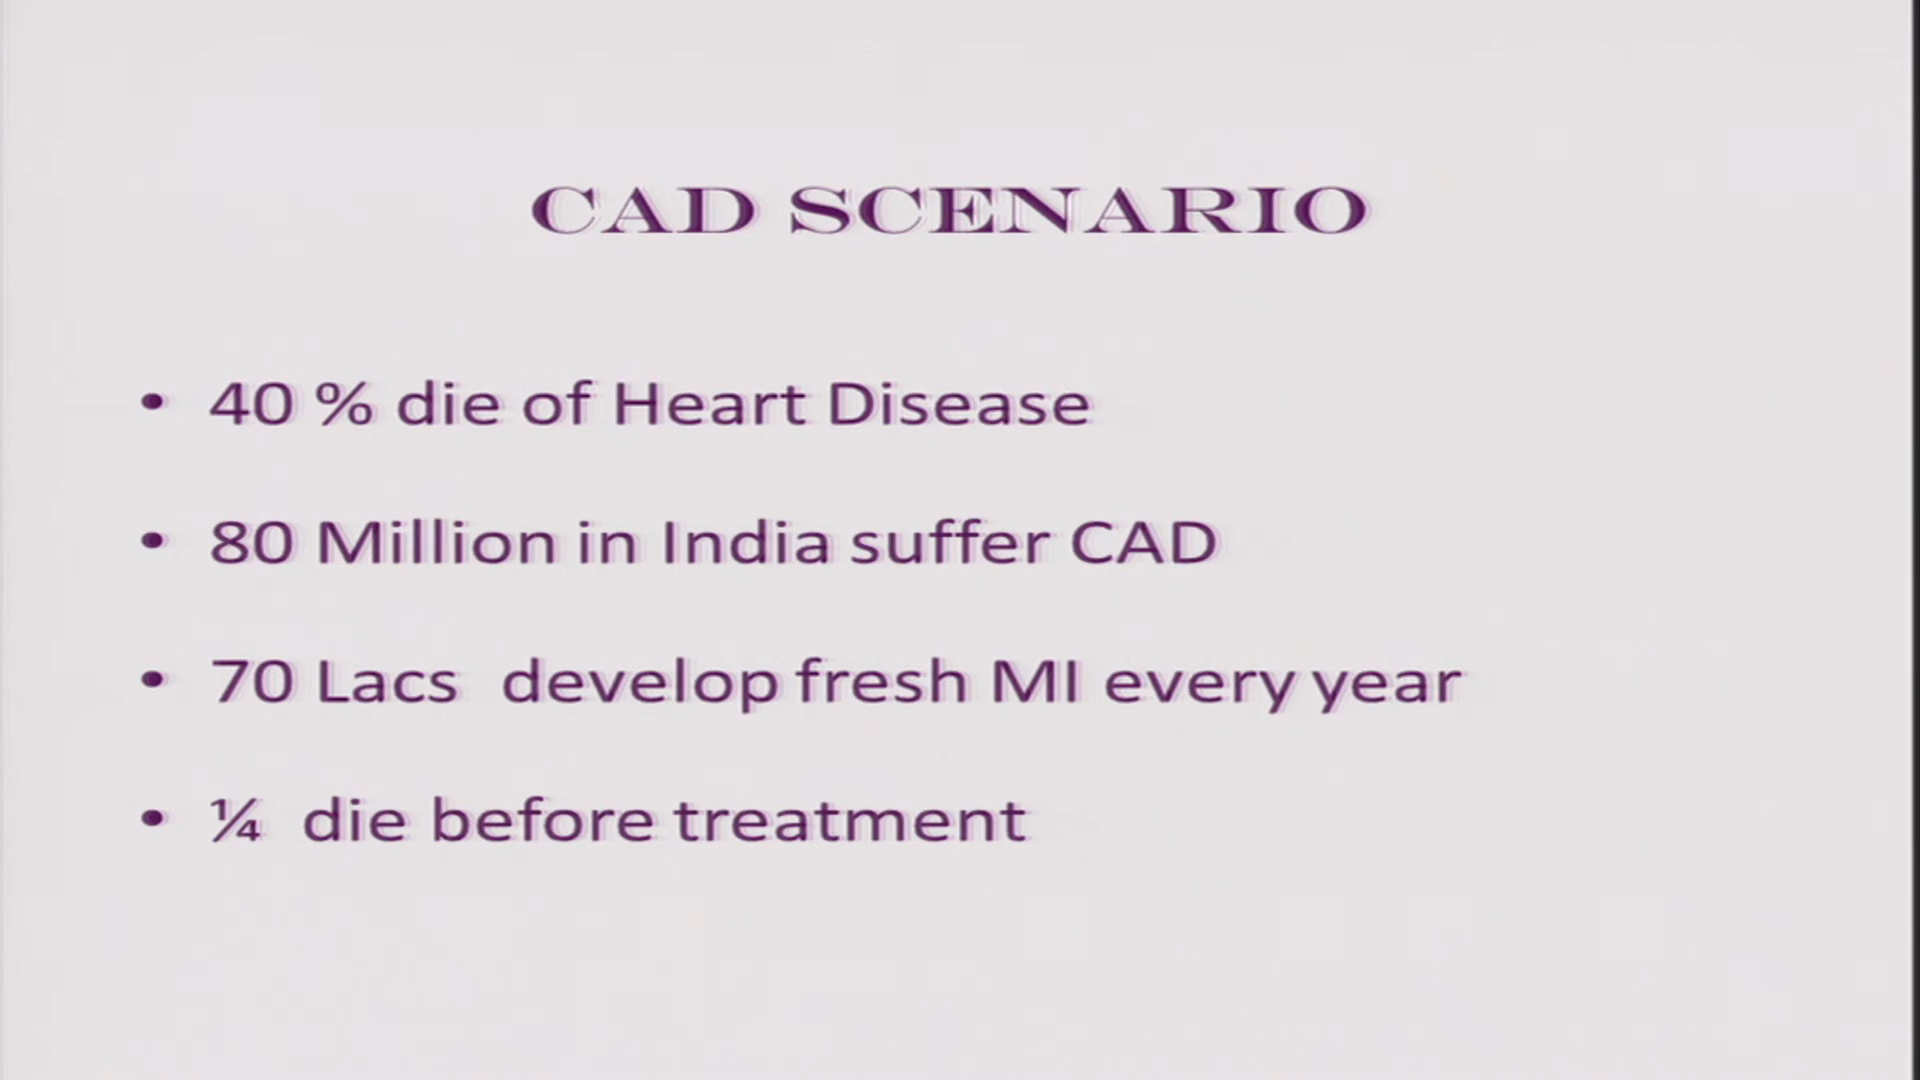 CAD SCENARIO
• 40 % die of Heart Disease
• 80 Million in India suffer CAD
• 70 Lacs develop fresh MI every year
• ¼ die before treatment